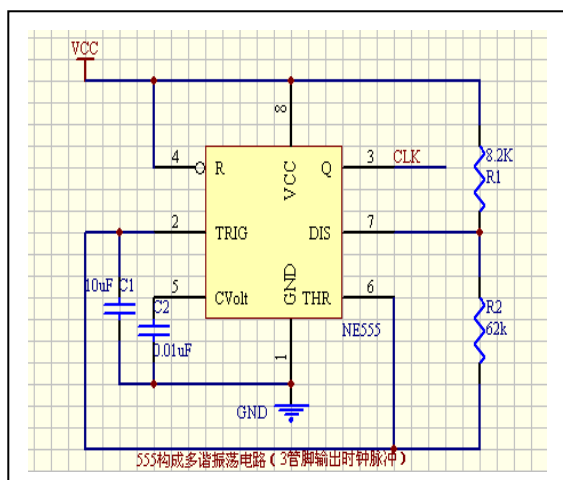 VCC
8
4
R
VCC
Q
3
CLK
8.2K
R1
2
TRIG
DIS
7
10uF
C1
5
C2
CVolt
GND
THR
6
R2
62k
0.01uF
1
NE555
GND
555构成多谐振荡电路(3管脚输出时钟脉冲)